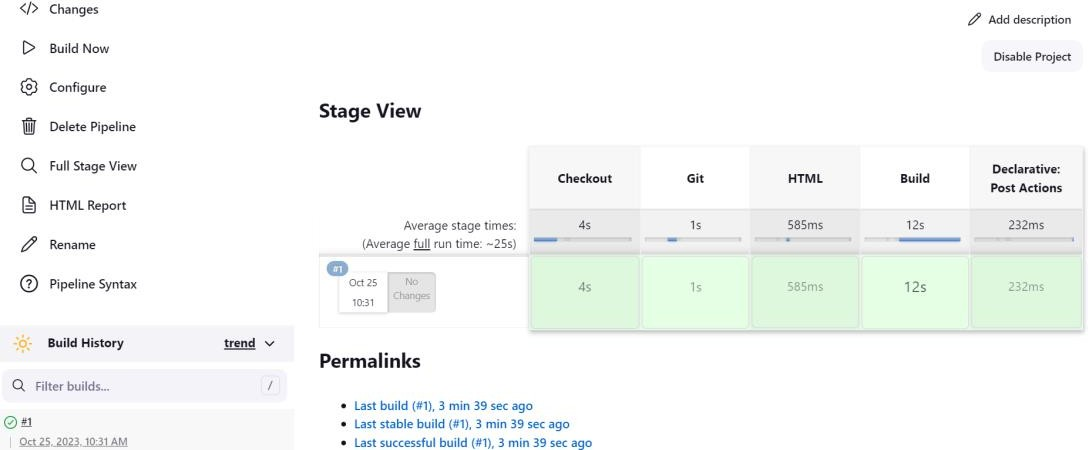 Changes
Build Now
Configure
Delete Pipeline
Full Stage View
HTML Report
Rename
Pipeline Syntax
Build History
trend
Filter builds...
/
#1
Oct 25, 2023, 10:31 AM
Add description
Disable Project
Stage View
Checkout
Git
HTML
Build
Declarative:
Post Actions
Average stage times:
(Average full run time: ~25s)
4s
1s
585ms
12s
232ms
#1
Oct 25
10:31
No
Changes
4s
1s
585ms
12s
232ms
Permalinks
Last build (#1), 3 min 39 sec ago
Last stable build (#1), 3 min 39 sec ago
Last successful build (#1), 3 min 39 sec ago